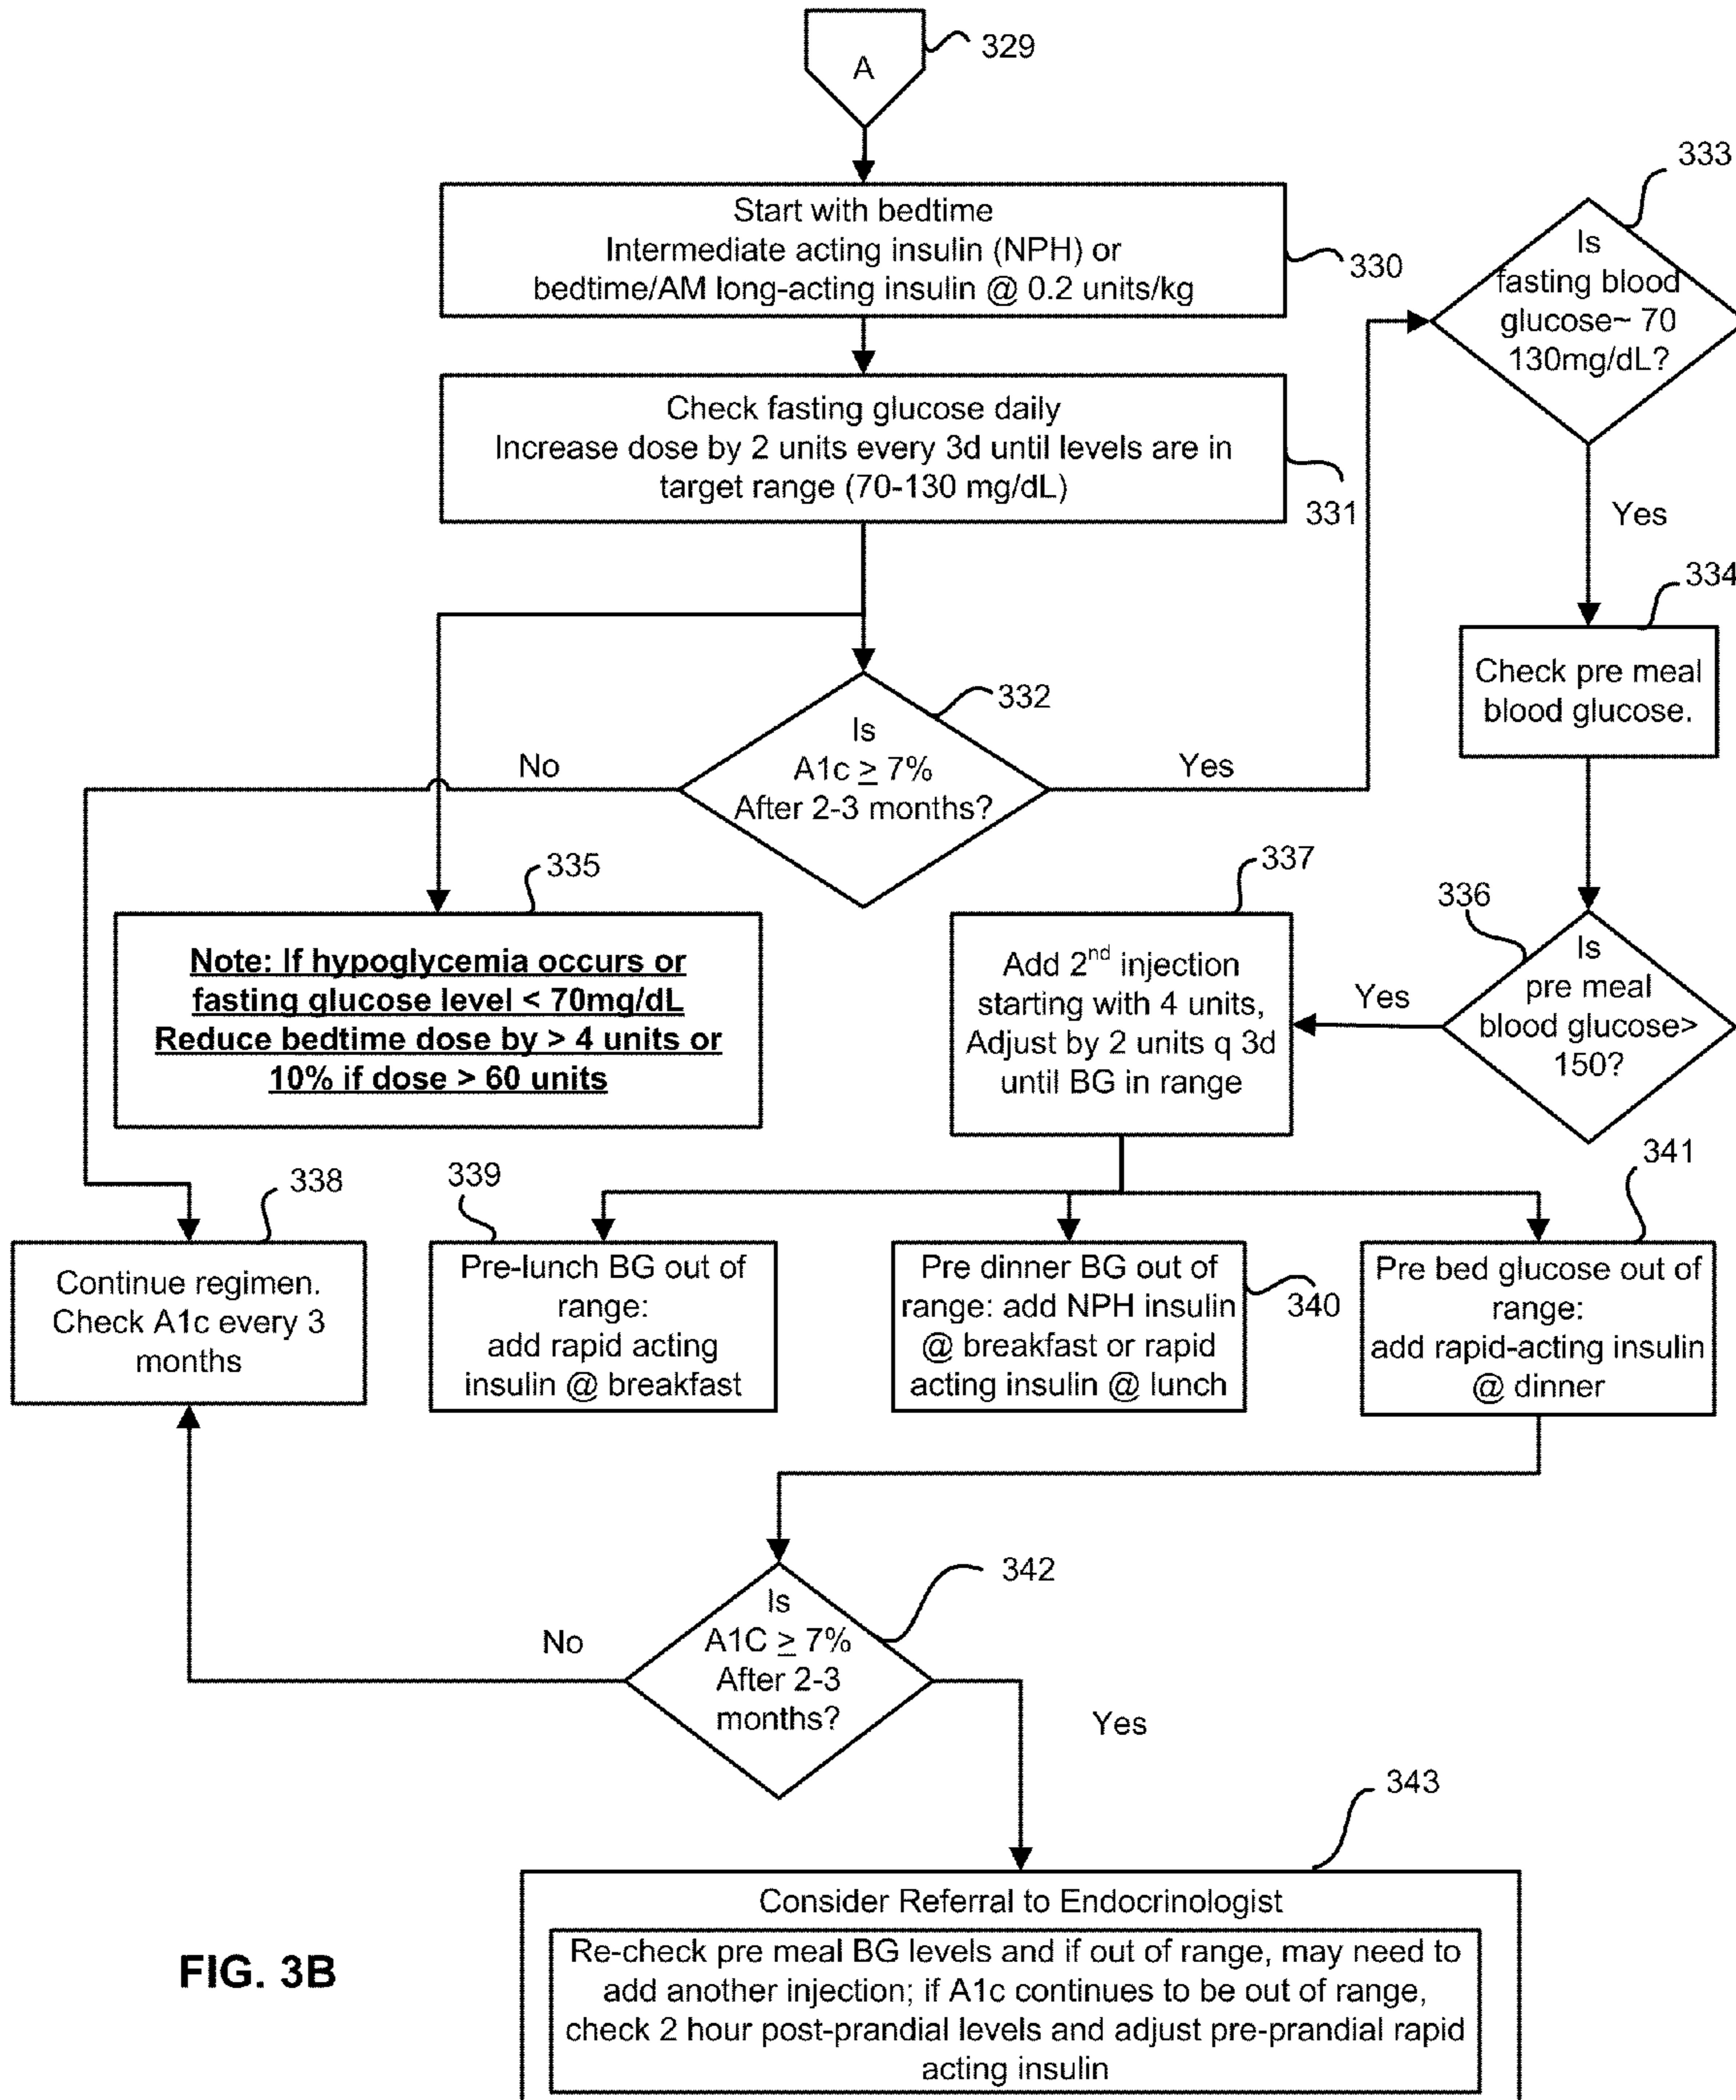 A
329
Start with bedtime
Intermediate acting insulin (NPH) or
bedtime/AM long-acting insulin @ 0.2 units/kg
330
333
Is
fasting blood
glucose~ 70
130mg/dL?
Check fasting glucose daily
Increase dose by 2 units every 3d until levels are in
target range (70-130 mg/dL)
331
Yes
334
Check pre meal
blood glucose.
332
Is
A1c ≥ 7%
After 2-3 months?
No
Yes
335
Note: If hypoglycemia occurs or
fasting glucose level < 70mg/dL
Reduce bedtime dose by > 4 units or
10% if dose > 60 units
337
Add 2nd injection
starting with 4 units,
Adjust by 2 units q 3d
until BG in range
Yes
336
Is
pre meal
blood glucose>
150?
338
Continue regimen.
Check A1c every 3
months
339
Pre-lunch BG out of
range:
add rapid acting
insulin @ breakfast
Pre dinner BG out of
range: add NPH insulin
@ breakfast or rapid
acting insulin @ lunch
340
341
Pre bed glucose out of
range:
add rapid-acting insulin
@ dinner
342
Is
A1C ≥ 7%
After 2-3
months?
No
Yes
343
Consider Referral to Endocrinologist
Re-check pre meal BG levels and if out of range, may need to
add another injection; if A1c continues to be out of range,
check 2 hour post-prandial levels and adjust pre-prandial rapid
acting insulin
FIG. 3B